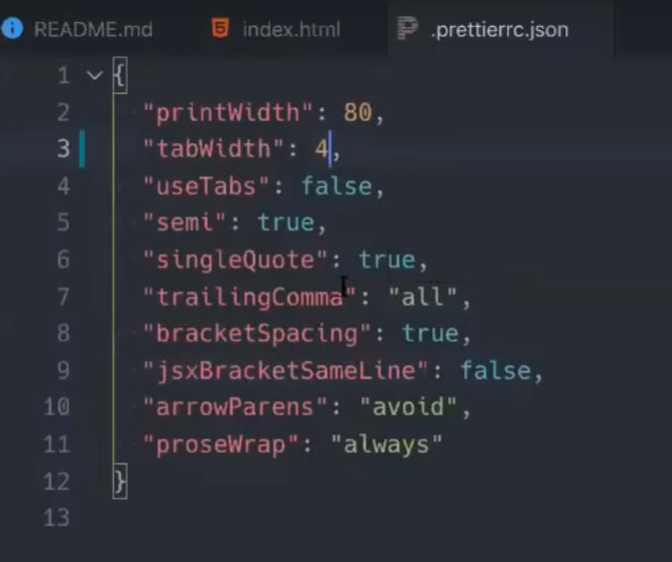 README.md index.html .prettierrc.json
1 {
2 "printWidth": 80,
3 "tabWidth": 4,
4 "useTabs": false,
5 "semi": true,
6 "singleQuote": true,
7 "trailingComma": "all",
8 "bracketSpacing": true,
9 "jsxBracketSameLine": false,
10 "arrowParens": "avoid",
11 "proseWrap": "always"
12 }
13